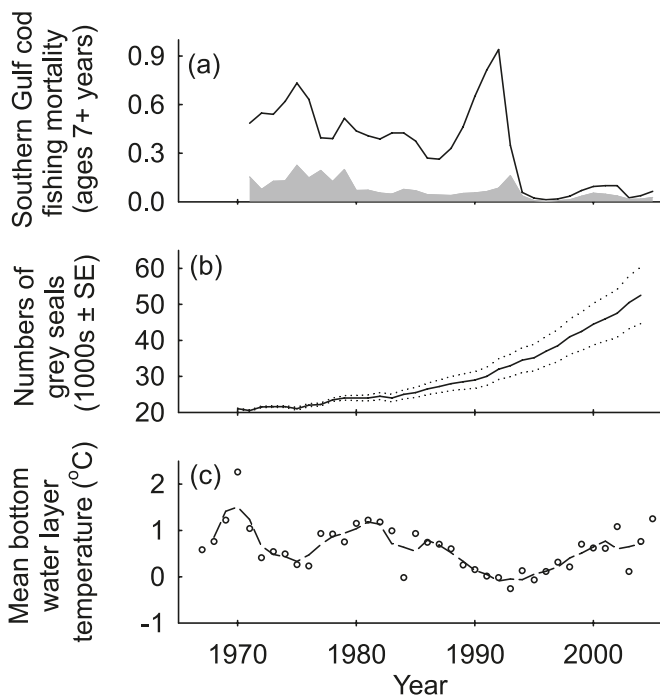 Southern Gulf cod
fishing mortality
(ages 7+ years)
(a)
0.9
0.6
0.3
0.0
Numbers of
grey seals
(1000s ± SE)
(b)
60
50
40
30
20
Mean bottom
water layer
temperature (°C)
(c)
2
1
0
-1
1970 1980 1990 2000
Year